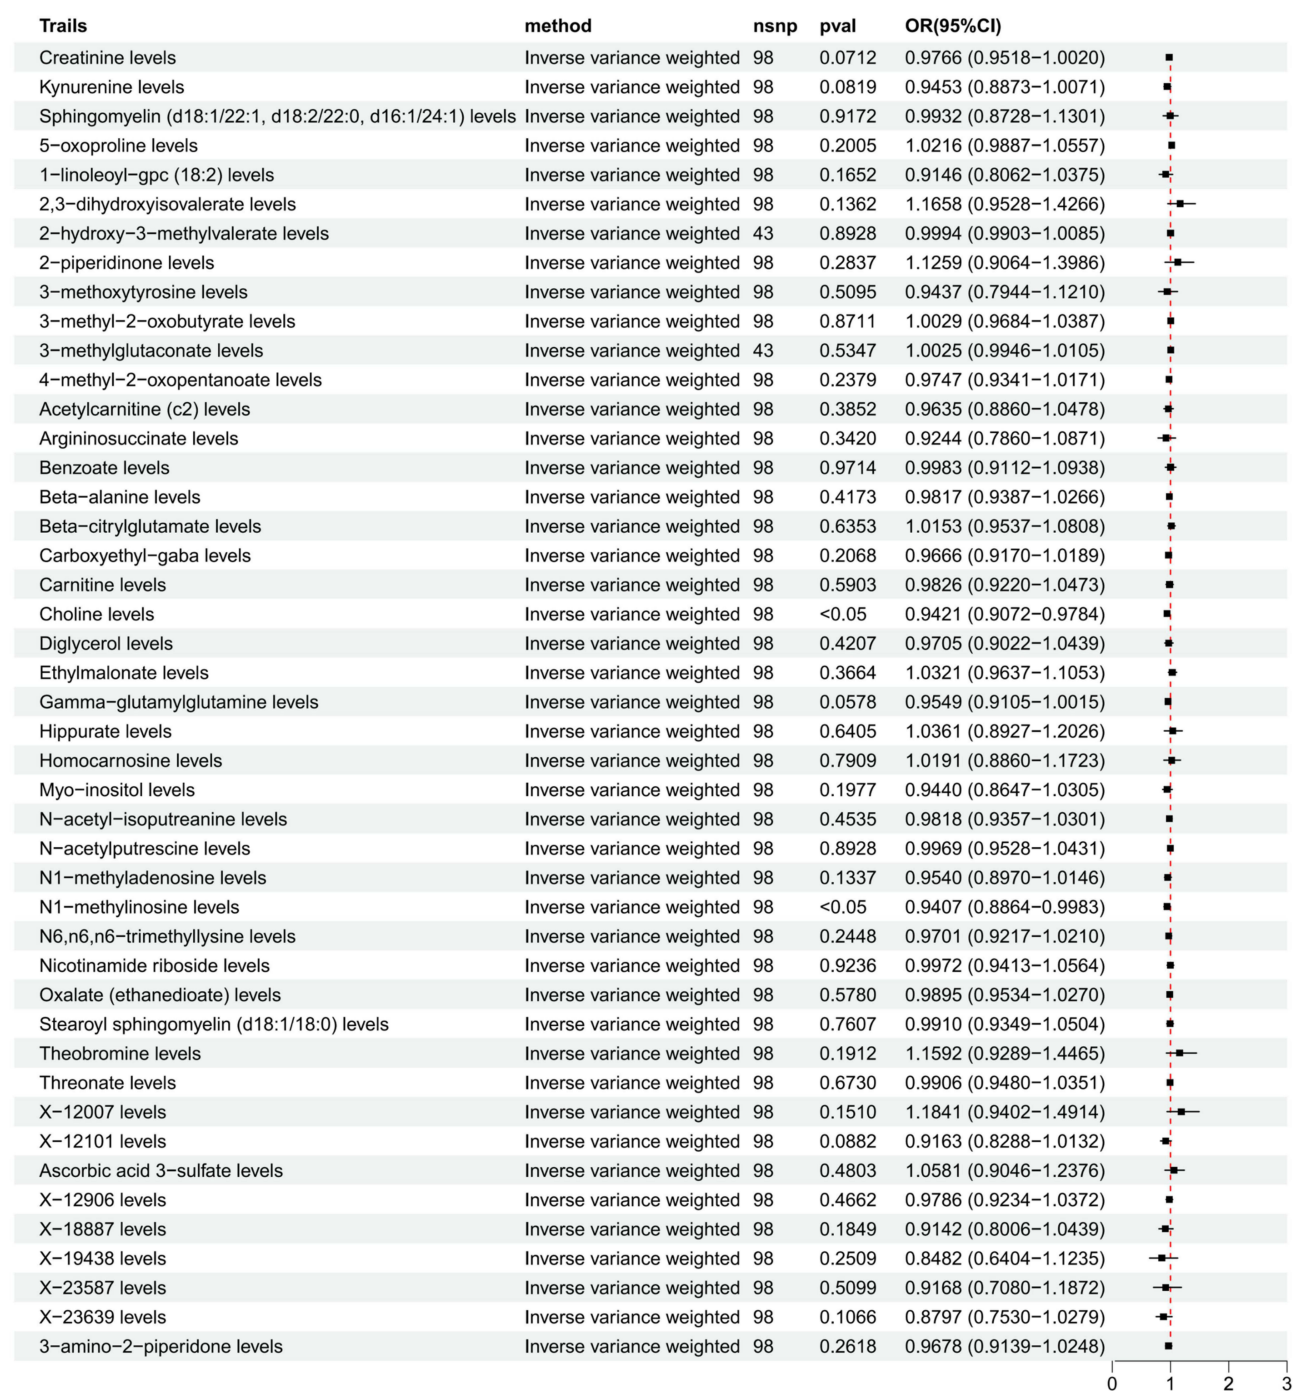 Trails method nsnp pval OR(95%CI)
Creatinine levels Inverse variance weighted 98 0.0712 0.9766 (0.9518−1.0020)
Kynurenine levels Inverse variance weighted 98 0.0819 0.9453 (0.8873−1.0071)
Sphingomyelin (d18:1/22:1, d18:2/22:0, d16:1/24:1) levels Inverse variance weighted 98 0.9172 0.9932 (0.8728−1.1301)
5−oxoproline levels Inverse variance weighted 98 0.2005 1.0216 (0.9887−1.0557)
1−linoleoyl−gpc (18:2) levels Inverse variance weighted 98 0.1652 0.9146 (0.8062−1.0375)
2,3−dihydroxyisovalerate levels Inverse variance weighted 98 0.1362 1.1658 (0.9528−1.4266)
2−hydroxy−3−methylvalerate levels Inverse variance weighted 43 0.8928 0.9994 (0.9903−1.0085)
2−piperidinone levels Inverse variance weighted 98 0.2837 1.1259 (0.9064−1.3986)
3−methoxytyrosine levels Inverse variance weighted 98 0.5095 0.9437 (0.7944−1.1210)
3−methyl−2−oxobutyrate levels Inverse variance weighted 98 0.8711 1.0029 (0.9684−1.0387)
3−methylglutaconate levels Inverse variance weighted 43 0.5347 1.0025 (0.9946−1.0105)
4−methyl−2−oxopentanoate levels Inverse variance weighted 98 0.2379 0.9747 (0.9341−1.0171)
Acetylcarnitine (c2) levels Inverse variance weighted 98 0.3852 0.9635 (0.8860−1.0478)
Argininosuccinate levels Inverse variance weighted 98 0.3420 0.9244 (0.7860−1.0871)
Benzoate levels Inverse variance weighted 98 0.9714 0.9983 (0.9112−1.0938)
Beta−alanine levels Inverse variance weighted 98 0.4173 0.9817 (0.9387−1.0266)
Beta−citrylglutamate levels Inverse variance weighted 98 0.6353 1.0153 (0.9537−1.0808)
Carboxyethyl−gaba levels Inverse variance weighted 98 0.2068 0.9666 (0.9170−1.0189)
Carnitine levels Inverse variance weighted 98 0.5903 0.9826 (0.9220−1.0473)
Choline levels Inverse variance weighted 98 <0.05 0.9421 (0.9072−0.9784)
Diglycerol levels Inverse variance weighted 98 0.4207 0.9705 (0.9022−1.0439)
Ethylmalonate levels Inverse variance weighted 98 0.3664 1.0321 (0.9637−1.1053)
Gamma−glutamylglutamine levels Inverse variance weighted 98 0.0578 0.9549 (0.9105−1.0015)
Hippurate levels Inverse variance weighted 98 0.6405 1.0361 (0.8927−1.2026)
Homocarnosine levels Inverse variance weighted 98 0.7909 1.0191 (0.8860−1.1723)
Myo−inositol levels Inverse variance weighted 98 0.1977 0.9440 (0.8647−1.0305)
N−acetyl−isoputreanine levels Inverse variance weighted 98 0.4535 0.9818 (0.9357−1.0301)
N−acetylputrescine levels Inverse variance weighted 98 0.8928 0.9969 (0.9528−1.0431)
N1−methyladenosine levels Inverse variance weighted 98 0.1337 0.9540 (0.8970−1.0146)
N1−methylinosine levels Inverse variance weighted 98 <0.05 0.9407 (0.8864−0.9983)
N6,n6,n6−trimethyllysine levels Inverse variance weighted 98 0.2448 0.9701 (0.9217−1.0210)
Nicotinamide riboside levels Inverse variance weighted 98 0.9236 0.9972 (0.9413−1.0564)
Oxalate (ethanedioate) levels Inverse variance weighted 98 0.5780 0.9895 (0.9534−1.0270)
Stearoyl sphingomyelin (d18:1/18:0) levels Inverse variance weighted 98 0.7607 0.9910 (0.9349−1.0504)
Theobromine levels Inverse variance weighted 98 0.1912 1.1592 (0.9289−1.4465)
Threonate levels Inverse variance weighted 98 0.6730 0.9906 (0.9480−1.0351)
X−12007 levels Inverse variance weighted 98 0.1510 1.1841 (0.9402−1.4914)
X−12101 levels Inverse variance weighted 98 0.0882 0.9163 (0.8288−1.0132)
Ascorbic acid 3−sulfate levels Inverse variance weighted 98 0.4803 1.0581 (0.9046−1.2376)
X−12906 levels Inverse variance weighted 98 0.4662 0.9786 (0.9234−1.0372)
X−18887 levels Inverse variance weighted 98 0.1849 0.9142 (0.8006−1.0439)
X−19438 levels Inverse variance weighted 98 0.2509 0.8482 (0.6404−1.1235)
X−23587 levels Inverse variance weighted 98 0.5099 0.9168 (0.7080−1.1872)
X−23639 levels Inverse variance weighted 98 0.1066 0.8797 (0.7530−1.0279)
3−amino−2−piperidone levels Inverse variance weighted 98 0.2618 0.9678 (0.9139−1.0248)
0 1 2 3